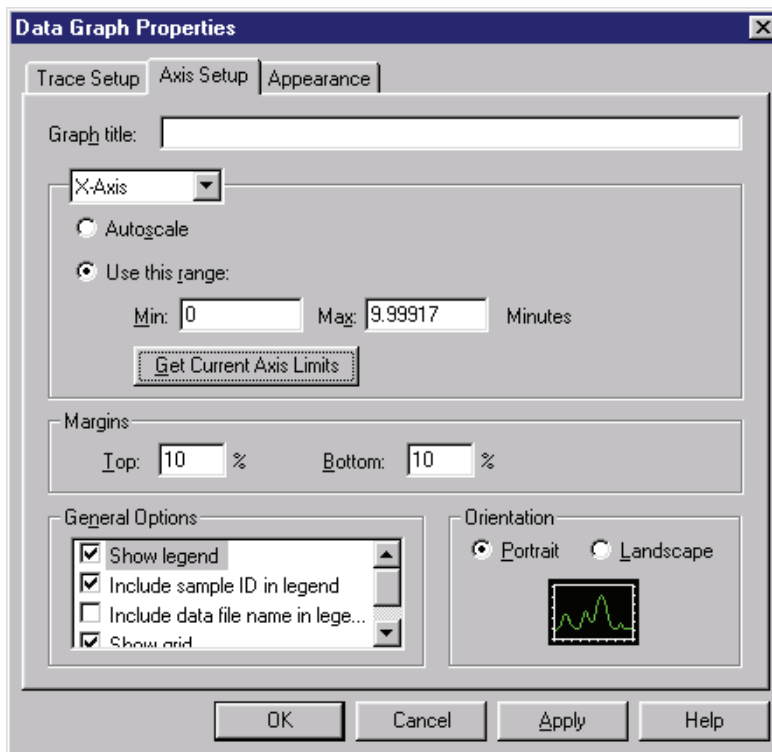 Data Graph Properties
Trace Setup Axis Setup Appearance
Graph title:
X-Axis
Autoscale
Use this range:
Min: 0 Max: 9.99917 Minutes
Get Current Axis Limits
Margins
Top: 10 % Bottom: 10 %
General Options
Show legend
Include sample ID in legend
Include data file name in lege...
Show grid
Orientation
Portrait Landscape
OK Cancel Apply Help